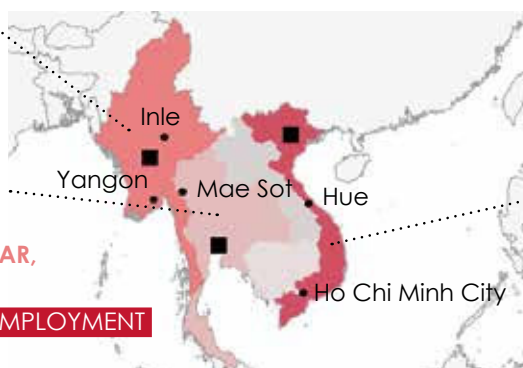 Inle
Yangon
Mae Sot
Hue
AR,
Ho Chi Minh City
MPLOYMENT